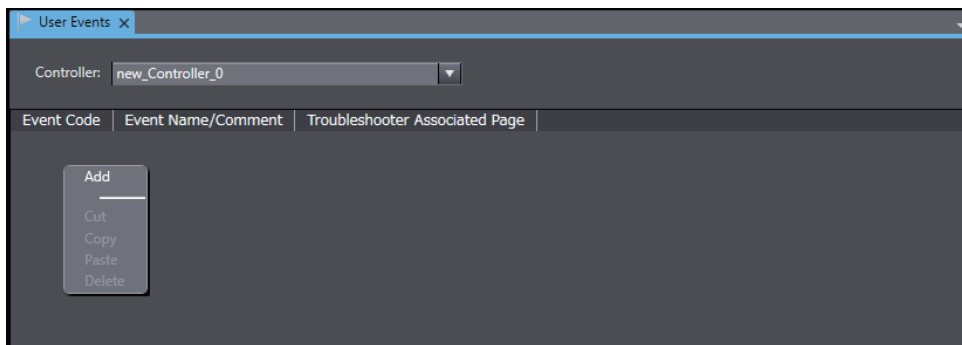 User Events
Controller: new_Controller_0
Event Code Event Name/Comment Troubleshooter Associated Page
Add
Cut
Copy
Paste
Delete